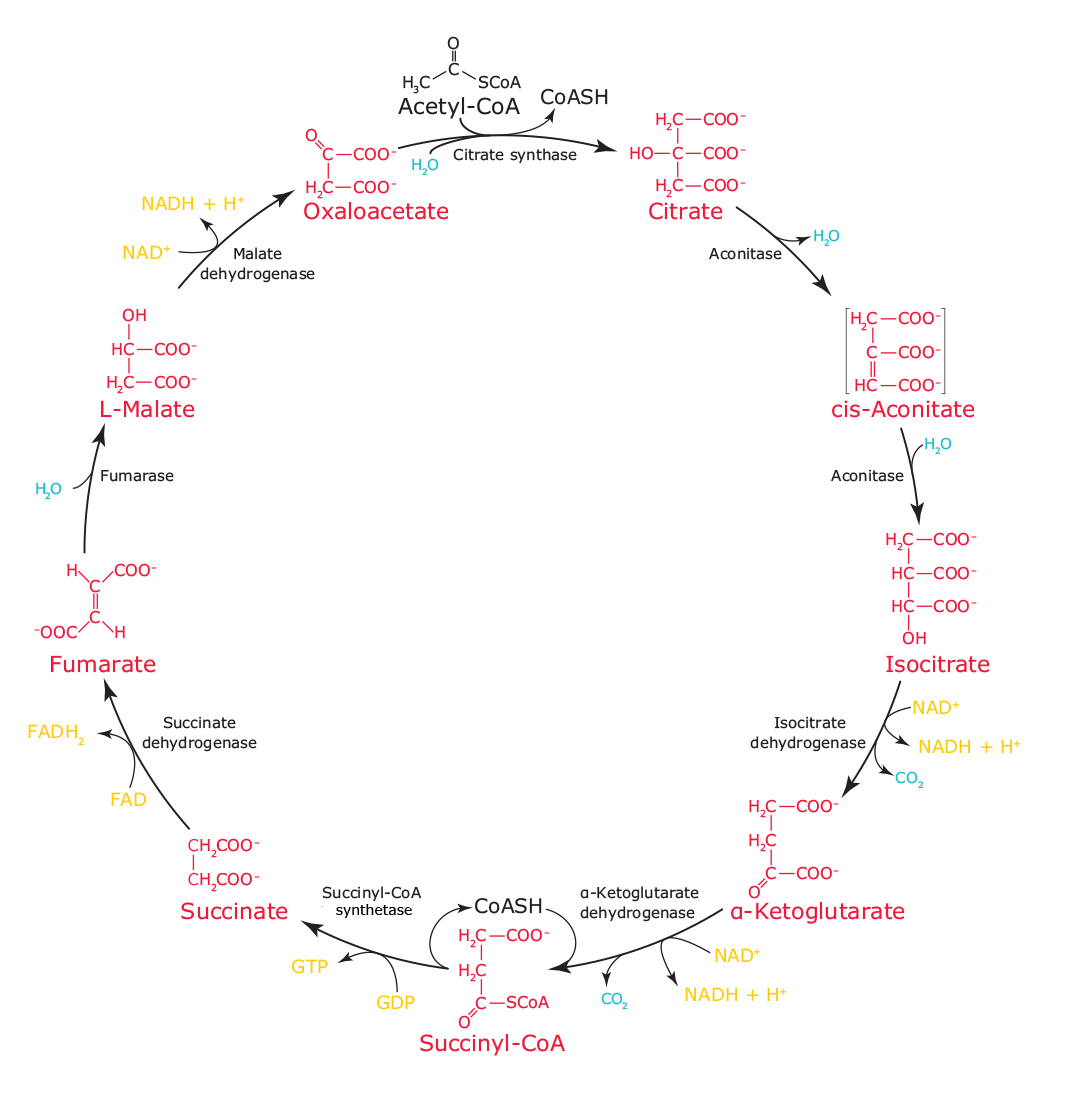 O
C
H₃C
SCoA
Acetyl-CoA
CoASH
H₂O
Citrate synthase
O
C—COO⁻
H₂C—COO⁻
Oxaloacetate
H₂C—COO⁻
HO—C—COO⁻
H₂C—COO⁻
Citrate
H₂O
Aconitase
H₂C—COO⁻
C—COO⁻
HC—COO⁻
cis-Aconitate
H₂O
Aconitase
H₂C—COO⁻
HC—COO⁻
HC—COO⁻
OH
Isocitrate
Isocitrate
dehydrogenase
NAD⁺
NADH + H⁺
CO₂
H₂C—COO⁻
H₂C
C—COO⁻
O
α-Ketoglutarate
α-Ketoglutarate
dehydrogenase
NAD⁺
NADH + H⁺
CO₂
CoASH
H₂C—COO⁻
H₂C
C—SCoA
O
Succinyl-CoA
Succinyl-CoA
synthetase
GTP
GDP
CH₂COO⁻
CH₂COO⁻
Succinate
Succinate
dehydrogenase
FADH₂
FAD
H
COO⁻
C
C
⁻OOC
H
Fumarate
H₂O
Fumarase
OH
HC—COO⁻
H₂C—COO⁻
L-Malate
NADH + H⁺
NAD⁺
Malate
dehydrogenase